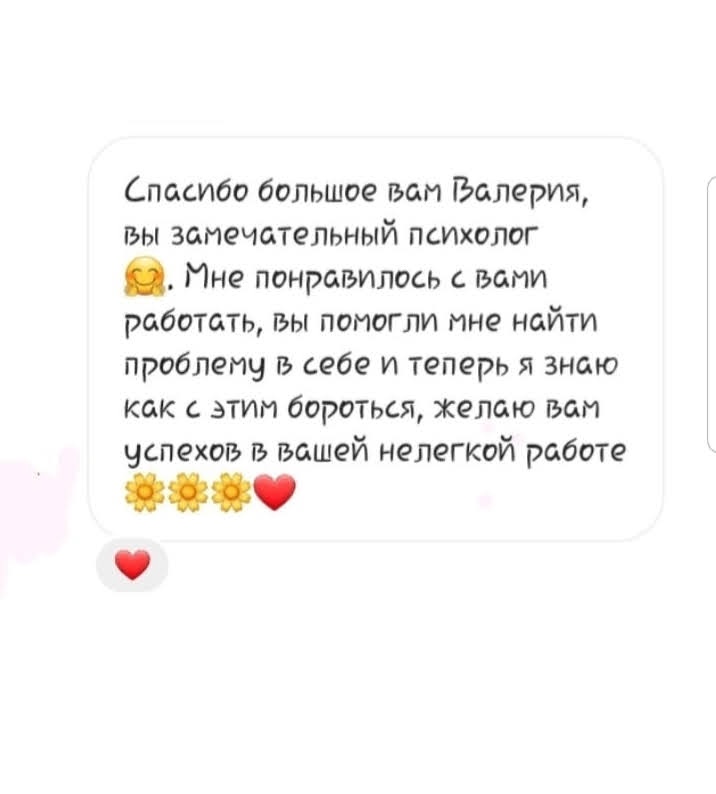 Спасибо большое вам Валерия,
вы замечательный психолог
🤗. Мне понравилось с вами
работать, вы помогли мне найти
проблему в себе и теперь я знаю
как с этим бороться, желаю вам
успехов в вашей нелегкой работе
🌼🌼🌼❤️
❤️